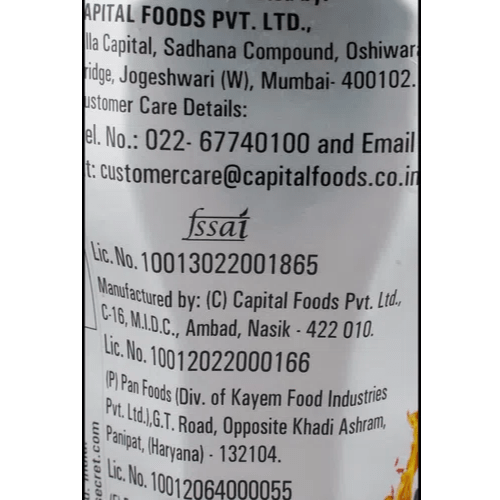 CAPITAL FOODS PVT. LTD.,
lla Capital, Sadhana Compound, Oshiwar
ridge, Jogeshwari (W), Mumbai- 400102.
ustomer Care Details:
el. No.: 022- 67740100 and Email
t: customercare@capitalfoods.co.in
fssai
Lic. No. 10013022001865
Manufactured by: (C) Capital Foods Pvt. Ltd.,
C-16, M.I.D.C., Ambad, Nasik - 422 010.
Lic. No. 10012022000166
(P) Pan Foods (Div. of Kayem Food Industries
Pvt. Ltd.), G.T. Road, Opposite Khadi Ashram,
Panipat, (Haryana) - 132104.
Lic. No. 10012064000055
ecret.com